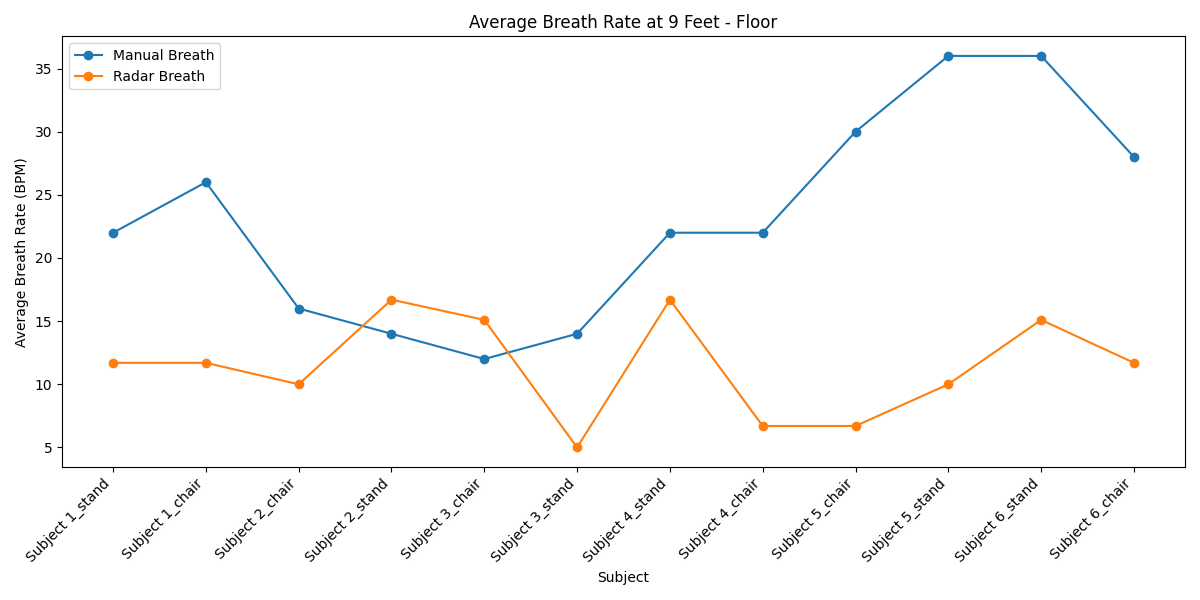 Average Breath Rate at 9 Feet - Floor
Manual Breath
Radar Breath
Average Breath Rate (BPM)
35
30
25
20
15
10
5
Subject 1_stand
Subject 1_chair
Subject 2_chair
Subject 2_stand
Subject 3_chair
Subject 3_stand
Subject 4_stand
Subject 4_chair
Subject 5_chair
Subject 5_stand
Subject 6_stand
Subject 6_chair
Subject